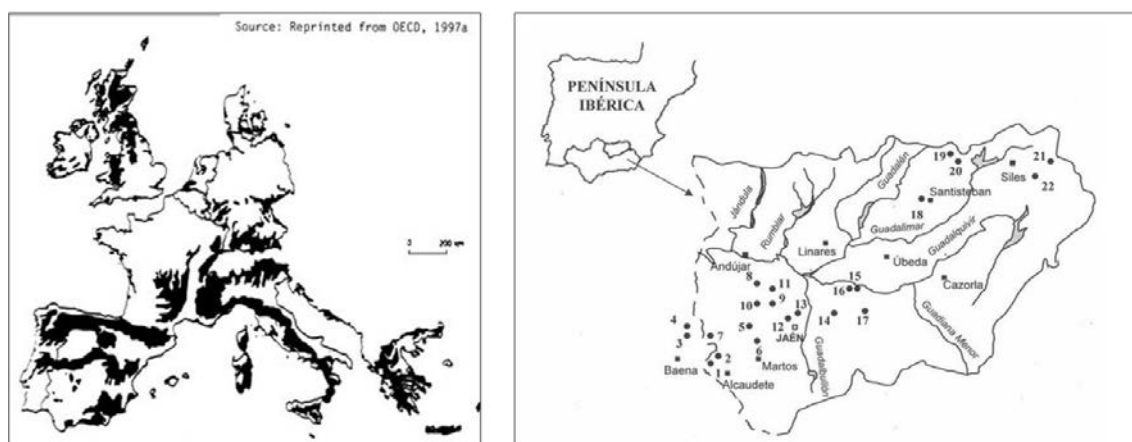 Source: Reprinted from OECD, 1997a
0 200 km
PENÍNSULA
IBÉRICA
Jándula
Rumblar
Guadalén
19
20
Siles
21
22
Santisteban
18
Guadalimar
Guadalquivir
Linares
Andújar
Úbeda
Cazorla
8
11
15
16
10
9
13
4
12
14
17
5
JAÉN
3
7
6
2
Martos
Baena
1
Alcaudete
Guadalbullón
Guadiana Menor